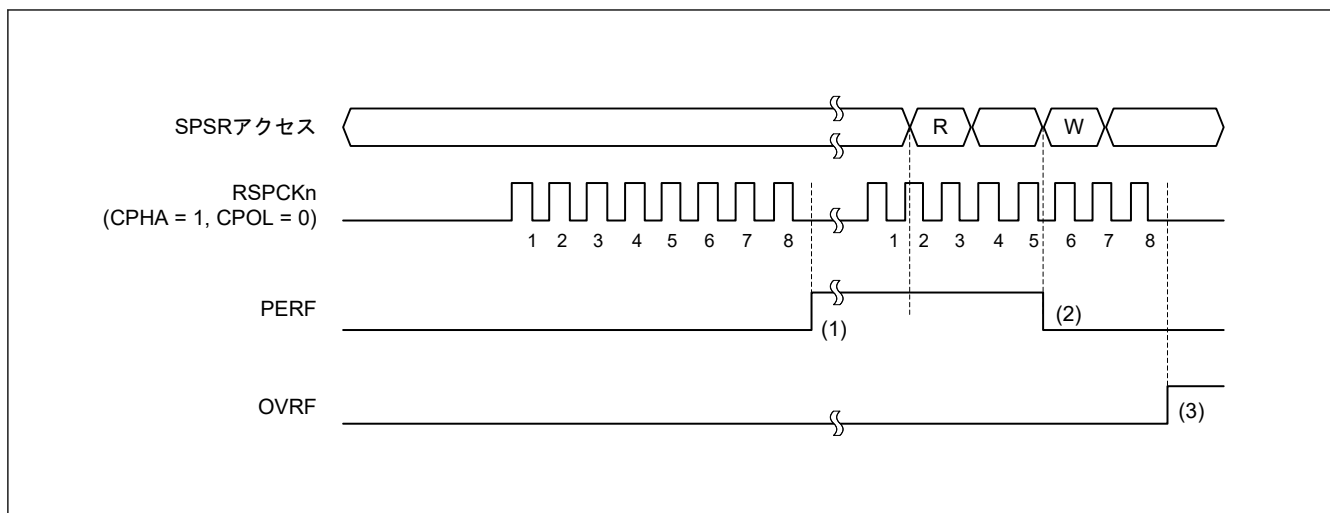 SPSRアクセス
R
W
RSPCKn
(CPHA = 1, CPOL = 0)
1 2 3 4 5 6 7 8 1 2 3 4 5 6 7 8
PERF
(1)
(2)
OVRF
(3)